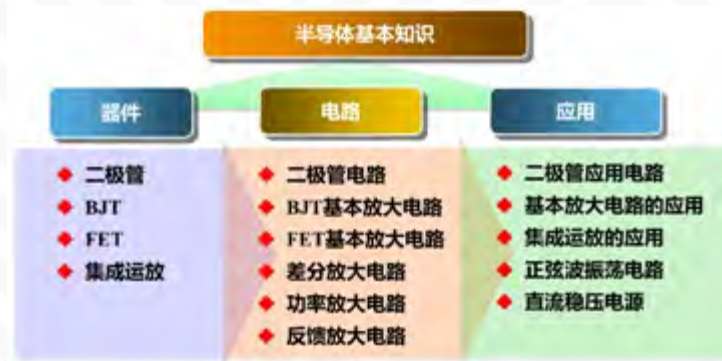 半导体基本知识
器件
二极管
BJT
FET
集成运放
电路
二极管电路
BJT基本放大电路
FET基本放大电路
差分放大电路
功率放大电路
反馈放大电路
应用
二极管应用电路
基本放大电路的应用
集成运放的应用
正弦波振荡电路
直流稳压电源